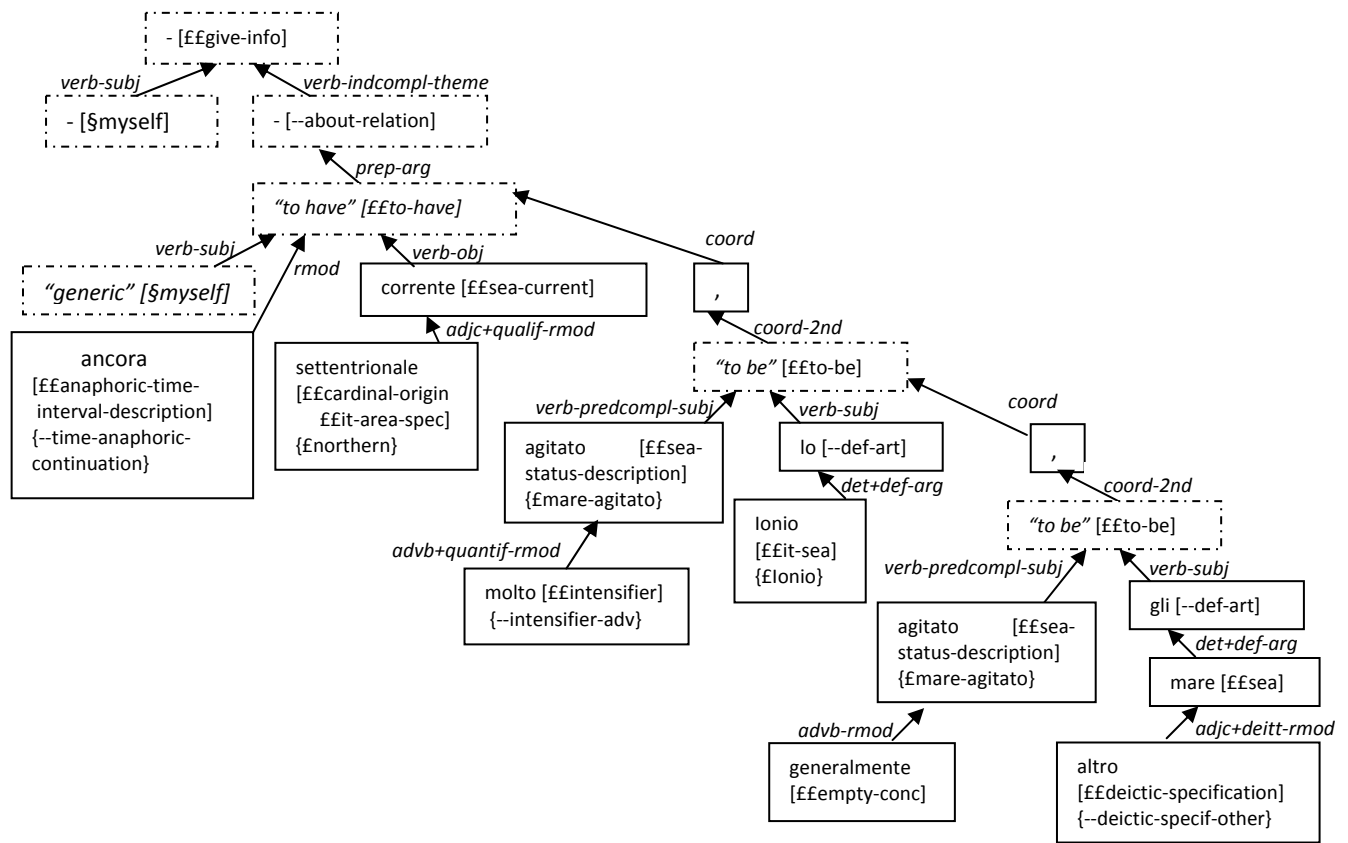 - [££give-info]
verb-subj
verb-indcompl-theme
- [§myself]
- [--about-relation]
prep-arg
“to have” [££to-have]
verb-subj
rmod
verb-obj
coord
“generic” [§myself]
corrente [££sea-current]
,
adjc+qualif-rmod
coord-2nd
ancora
[££anaphoric-time-
interval-description]
{--time-anaphoric-
continuation}
settentrionale
[££cardinal-origin
££it-area-spec]
{£northern}
“to be” [££to-be]
verb-predcompl-subj
verb-subj
coord
agitato [££sea-
status-description]
{£mare-agitato}
lo [--def-art]
,
det+def-arg
coord-2nd
Ionio
[££it-sea]
{£Ionio}
“to be” [££to-be]
advb+quantif-rmod
molto [££intensifier]
{--intensifier-adv}
verb-predcompl-subj
verb-subj
gli [--def-art]
agitato [££sea-
status-description]
{£mare-agitato}
det+def-arg
mare [££sea]
advb-rmod
adjc+deitt-rmod
generalmente
[££empty-conc]
altro
[££deictic-specification]
{--deictic-specif-other}